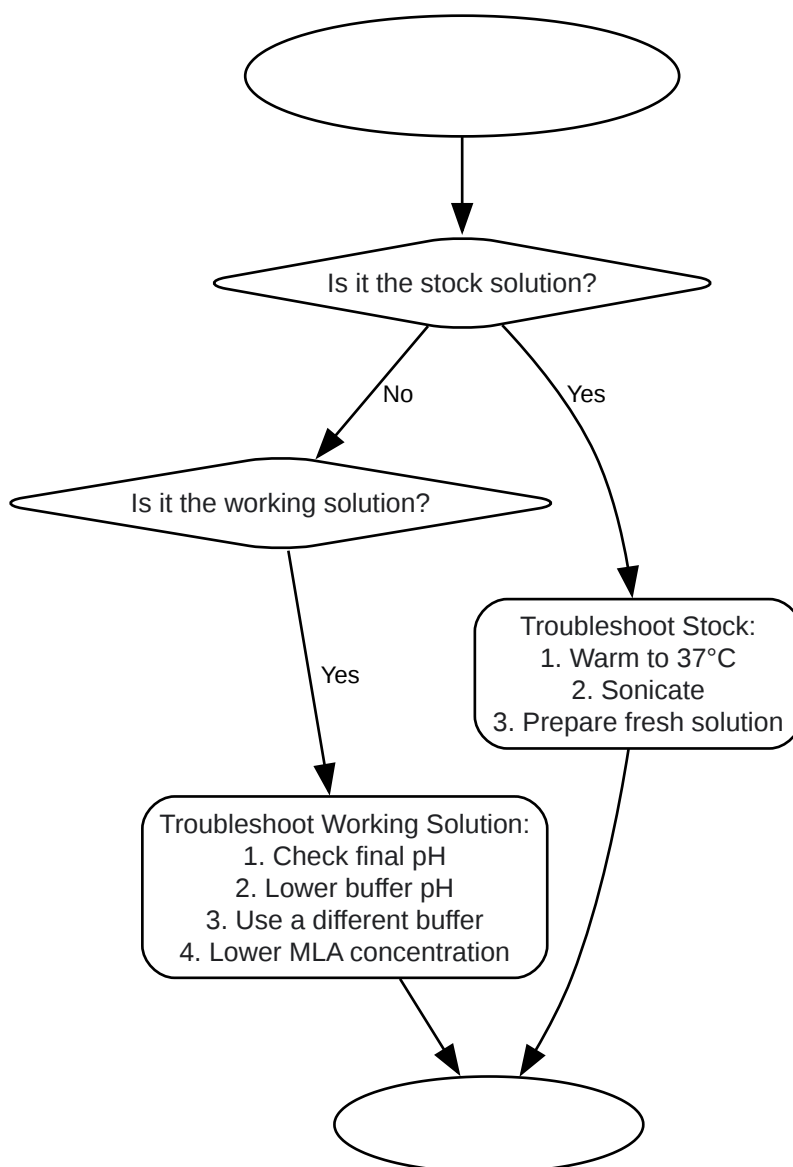 Is it the stock solution?
No
Yes
Is it the working solution?
Troubleshoot Stock:
1. Warm to 37°C
2. Sonicate
3. Prepare fresh solution
Yes
Troubleshoot Working Solution:
1. Check final pH
2. Lower buffer pH
3. Use a different buffer
4. Lower MLA concentration